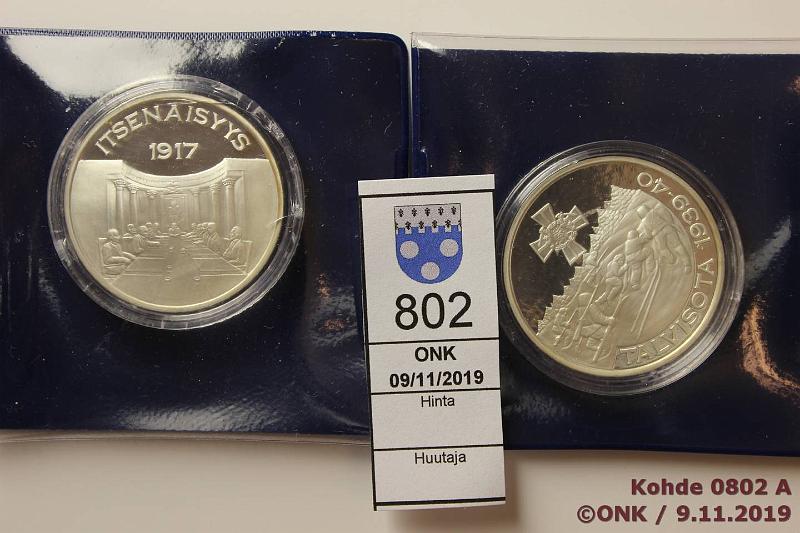 ITSENÄISYYS
1917
802
ONK
09/11/2019
Hinta
Huutaja
TALVISOTA 1939-40
Kohde 0802 A
©ONK / 9.11.2019